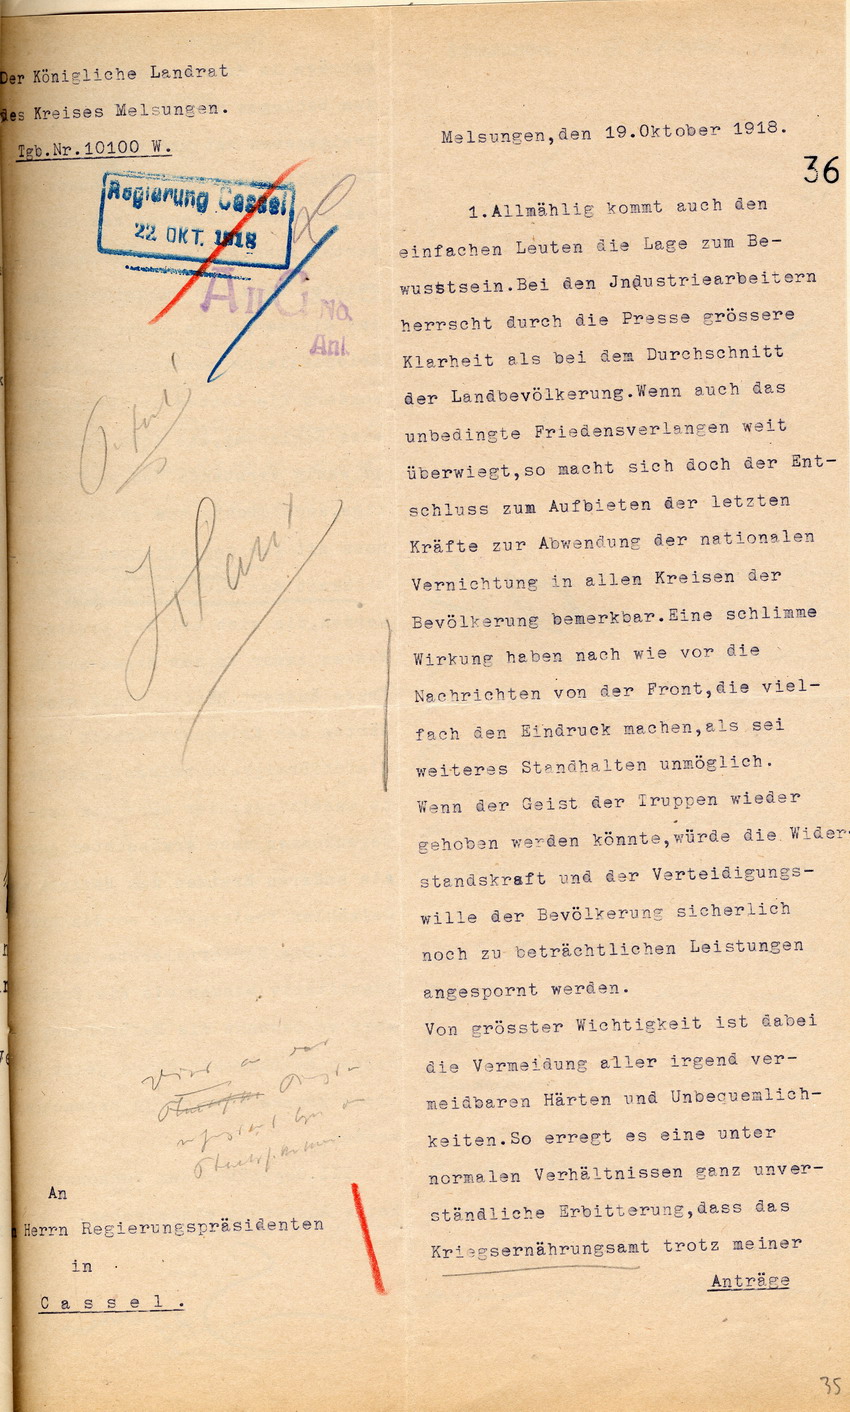 Der Königliche Landrat
des Kreises Melsungen.
Tgb.Nr.10100 W.
Regierung Cassel
22 OKT. 1918
A II G No.
Anl.
Melsungen,den 19.Oktober 1918.
36
1.Allmählig kommt auch den
einfachen Leuten die Lage zum Be-
wusstsein.Bei den Jndustriearbeitern
herrscht durch die Presse grössere
Klarheit als bei dem Durchschnitt
der Landbevölkerung.Wenn auch das
unbedingte Friedensverlangen weit
überwiegt,so macht sich doch der Ent-
schluss zum Aufbieten der letzten
Kräfte zur Abwendung der nationalen
Vernichtung in allen Kreisen der
Bevölkerung bemerkbar.Eine schlimme
Wirkung haben nach wie vor die
Nachrichten von der Front,die viel-
fach den Eindruck machen,als sei
weiteres Standhalten unmöglich.
Wenn der Geist der Truppen wieder
gehoben werden könnte,würde die Wider-
standskraft und der Verteidigungs-
wille der Bevölkerung sicherlich
noch zu beträchtlichen Leistungen
angespornt werden.
Von grösster Wichtigkeit ist dabei
die Vermeidung aller irgend ver-
meidbaren Härten und Unbequemlich-
keiten.So erregt es eine unter
normalen Verhältnissen ganz unver-
ständliche Erbitterung,dass das
Kriegsernährungsamt trotz meiner
Anträge
An
Herrn Regierungspräsidenten
in
Cassel.
35